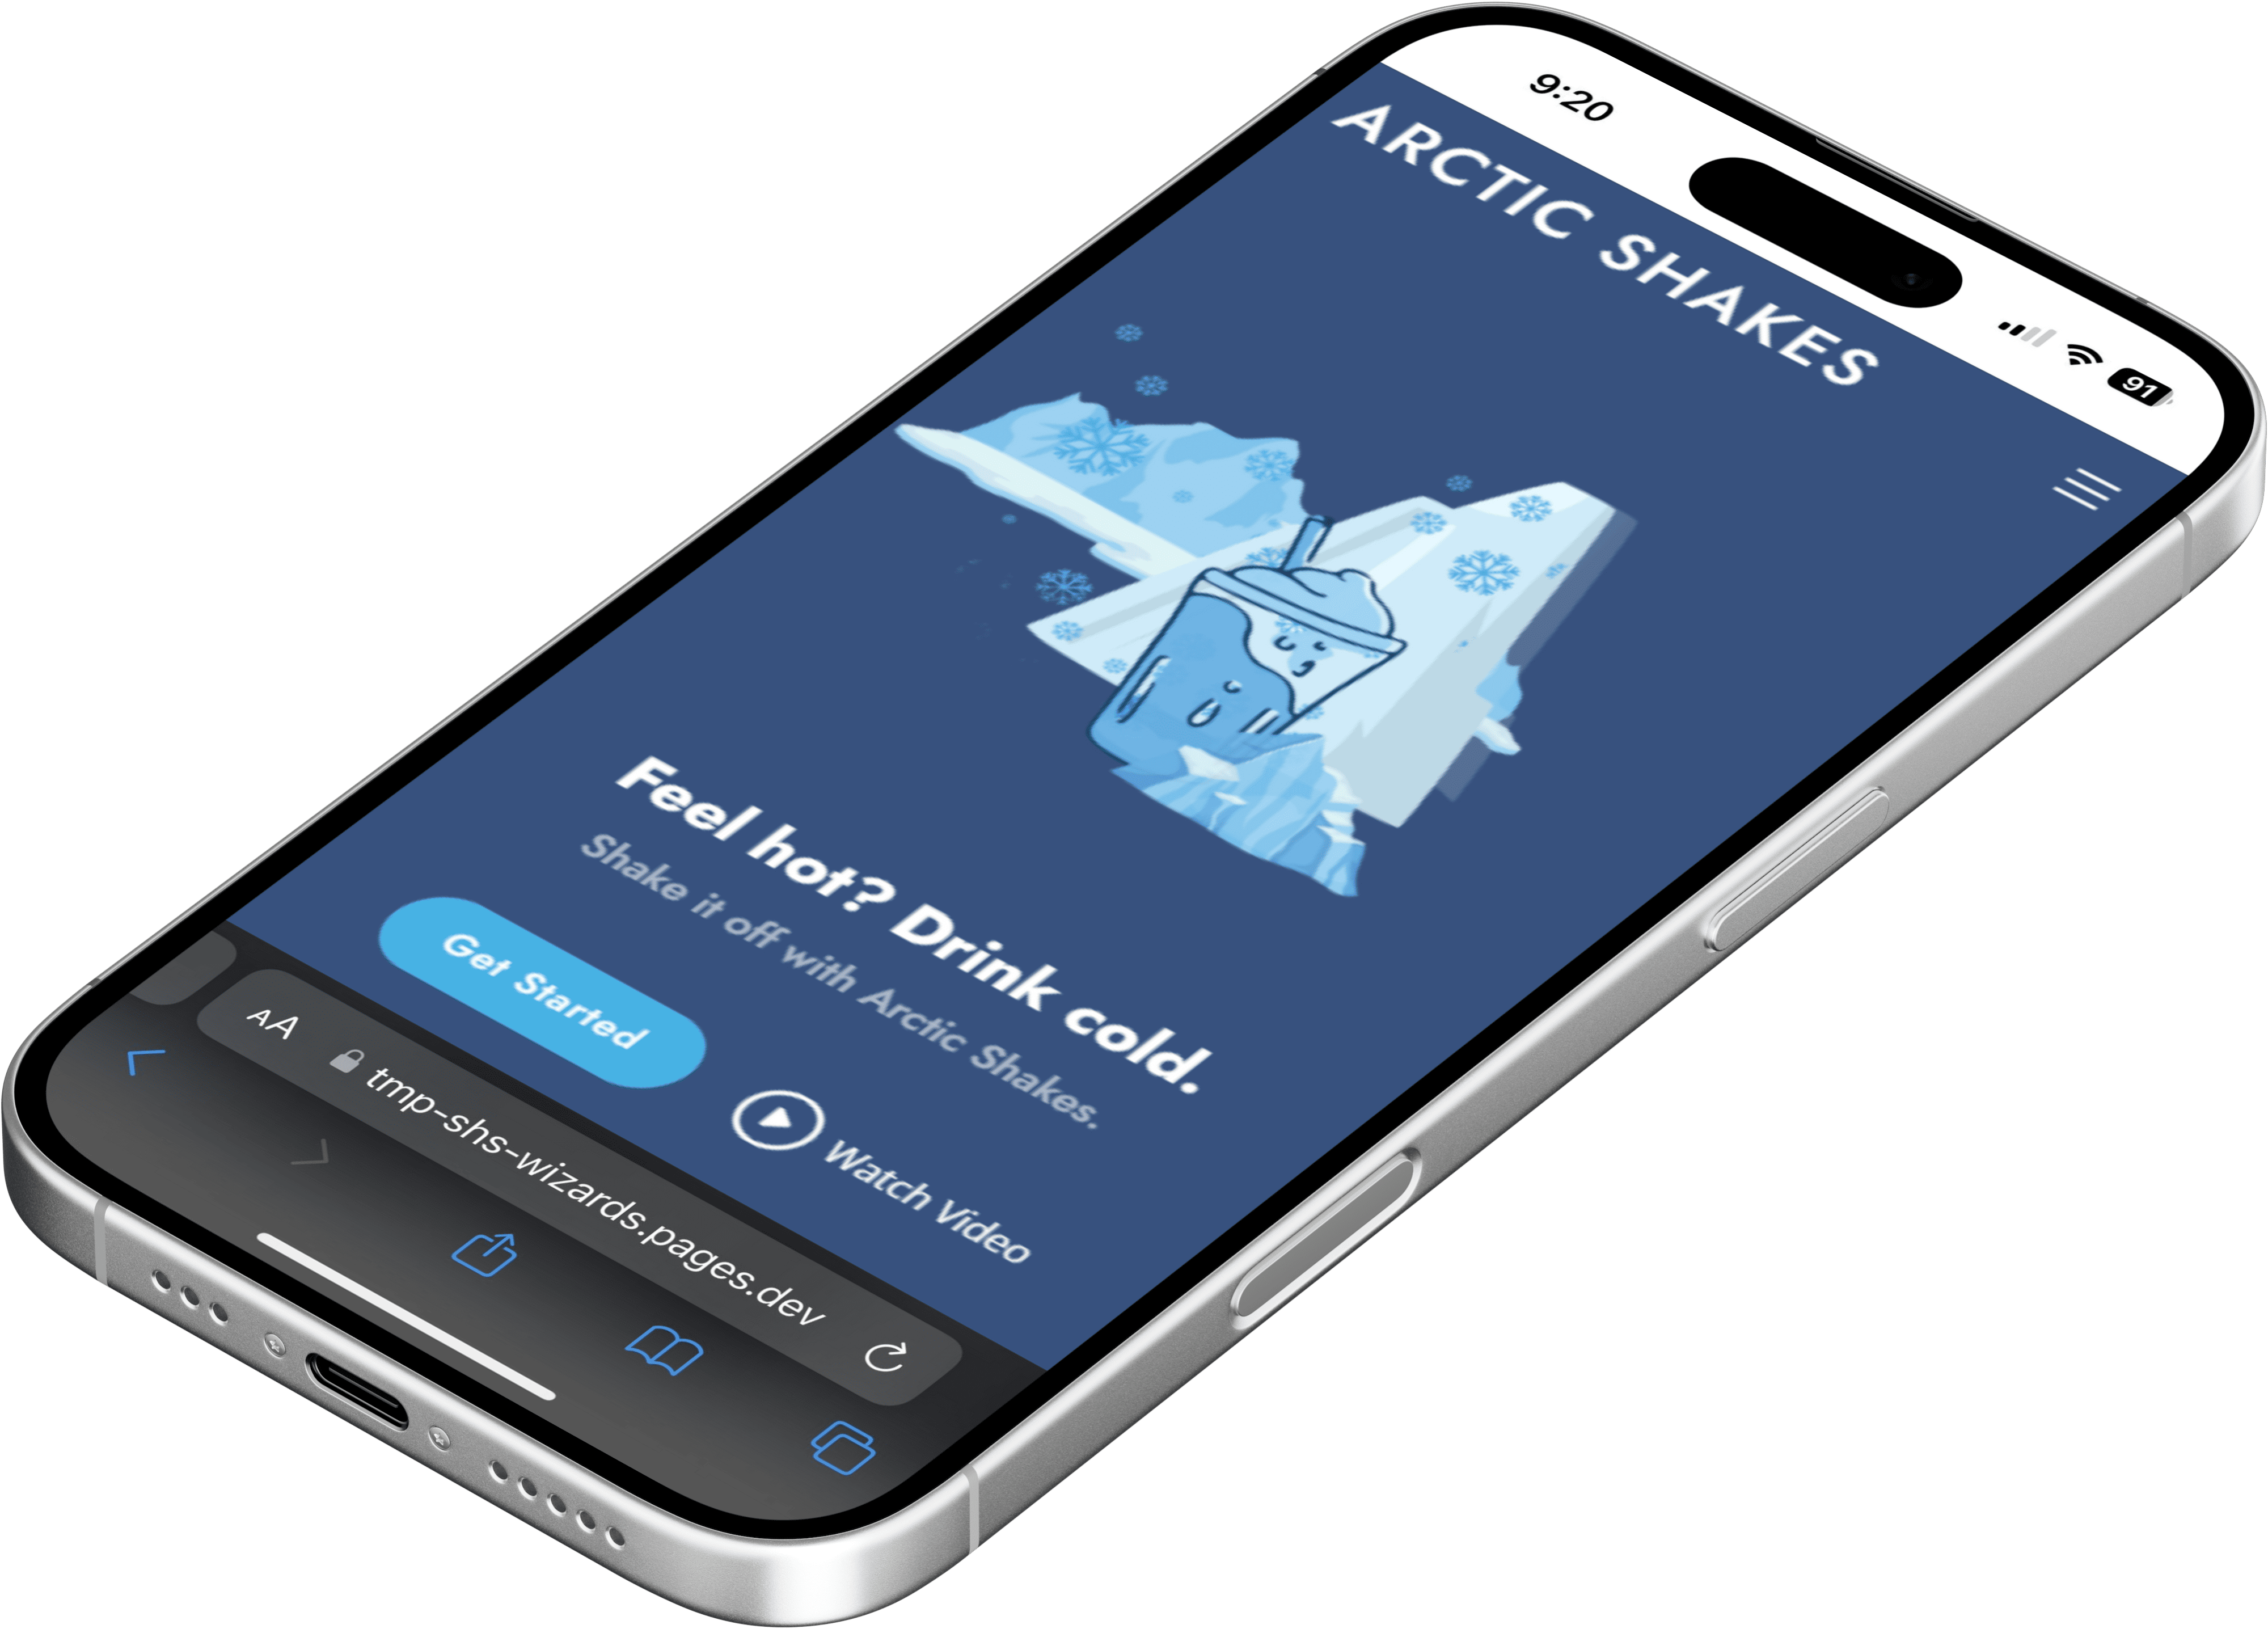 9:20
91
ARCTIC SHAKES
Feel hot? Drink cold.
Shake it off with Arctic Shakes.
Get Started
Watch Video
AA
tmp-shs-wizards.pages.dev